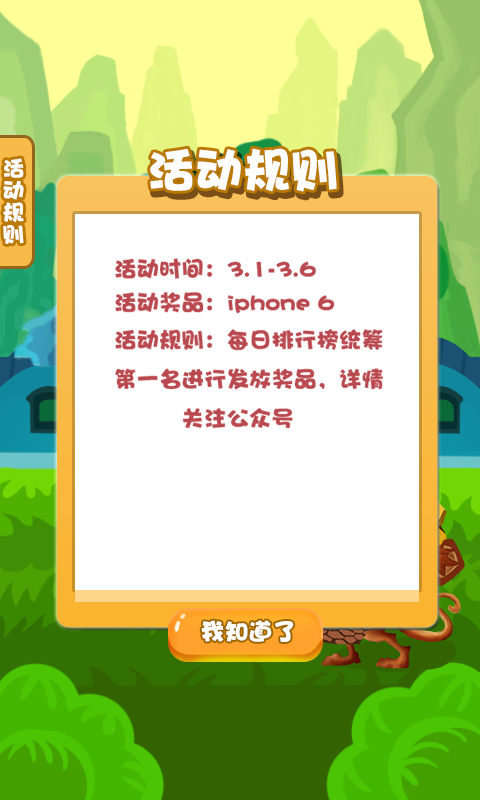 活动规则
活动规则
活动时间：3.1-3.6
活动奖品：iphone 6
活动规则：每日排行榜统筹
第一名进行发放奖品，详情
关注公众号
我知道了